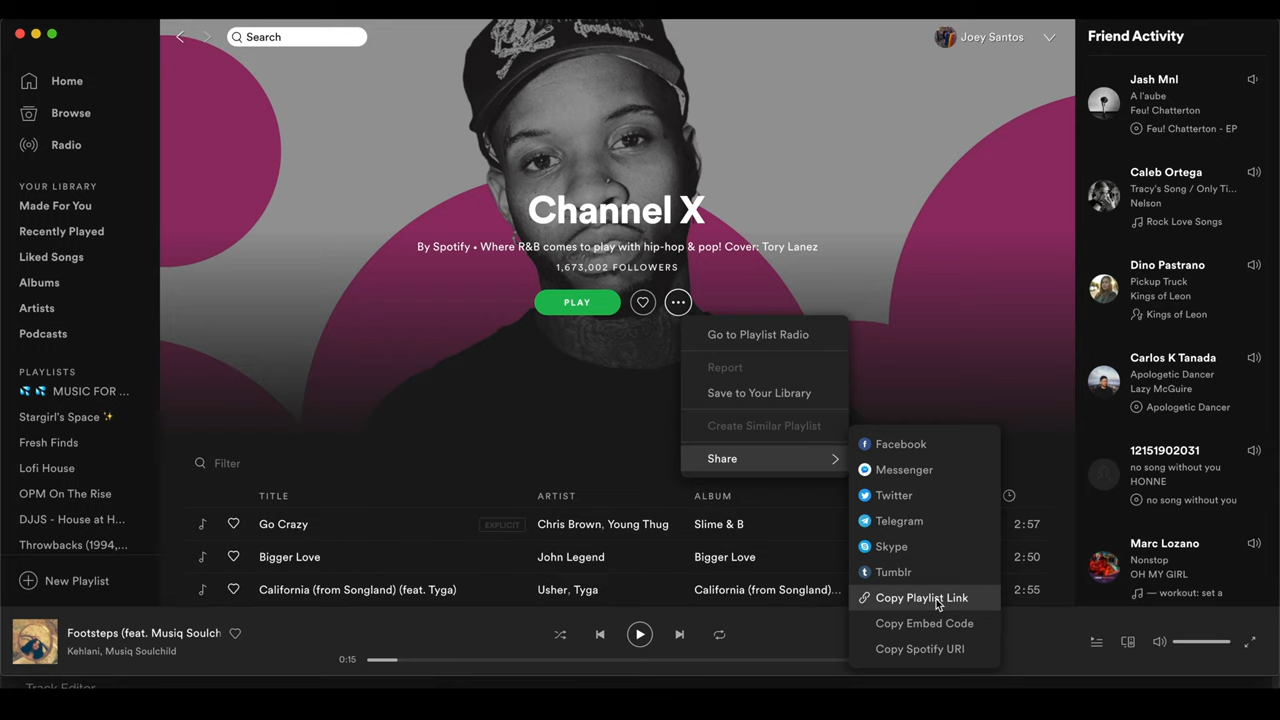 Search
Joey Santos
Home
Browse
Radio
YOUR LIBRARY
Made For You
Recently Played
Liked Songs
Albums
Artists
Podcasts
PLAYLISTS
💦 💦 MUSIC FOR ...
Stargirl's Space ✨
Fresh Finds
Lofi House
OPM On The Rise
DJJS - House at H...
Throwbacks (1994,...
New Playlist
Channel X
By Spotify • Where R&B comes to play with hip-hop & pop! Cover: Tory Lanez
1,673,002 FOLLOWERS
PLAY
Go to Playlist Radio
Report
Save to Your Library
Create Similar Playlist
Share
Facebook
Messenger
Twitter
Telegram
Skype
Tumblr
Copy Playlist Link
Copy Embed Code
Copy Spotify URI
Filter
TITLE ARTIST ALBUM
Go Crazy EXPLICIT Chris Brown, Young Thug Slime & B 2:57
Bigger Love John Legend Bigger Love 2:50
California (from Songland) (feat. Tyga) Usher, Tyga California (from Songland)... 2:55
Friend Activity
Jash Mnl
A l'aube
Feu! Chatterton
Feu! Chatterton - EP
Caleb Ortega
Tracy's Song / Only Ti...
Nelson
Rock Love Songs
Dino Pastrano
Pickup Truck
Kings of Leon
Kings of Leon
Carlos K Tanada
Apologetic Dancer
Lazy McGuire
Apologetic Dancer
12151902031
no song without you
HONNE
no song without you
Marc Lozano
Nonstop
OH MY GIRL
— workout: set a
Footsteps (feat. Musiq Soulch
Kehlani, Musiq Soulchild
0:15
Track Editor